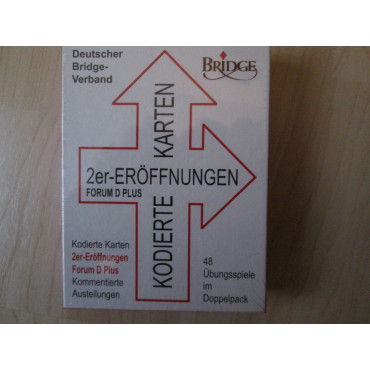 Deutscher
Bridge-
Verband
BRIDGE
KODIERTE KARTEN
2er-ERÖFFNUNGEN
FORUM D PLUS
Kodierte Karten
2er-Eröffnungen
Forum D Plus
Kommentierte
Austeilungen
48
Übungsspiele
im
Doppelpack